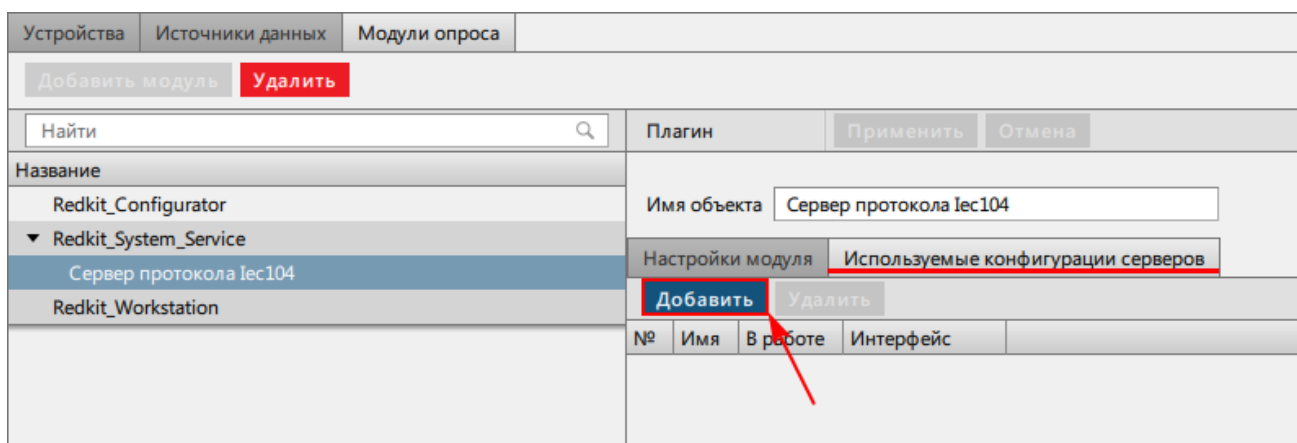 Устройства Источники данных Модули опроса
Добавить модуль Удалить
Найти
Название
Redkit_Configurator
Redkit_System_Service
Сервер протокола Iec104
Redkit_Workstation
Плагин Применить Отмена
Имя объекта Сервер протокола Iec104
Настройки модуля Используемые конфигурации серверов
Добавить Удалить
№ Имя В работе Интерфейс